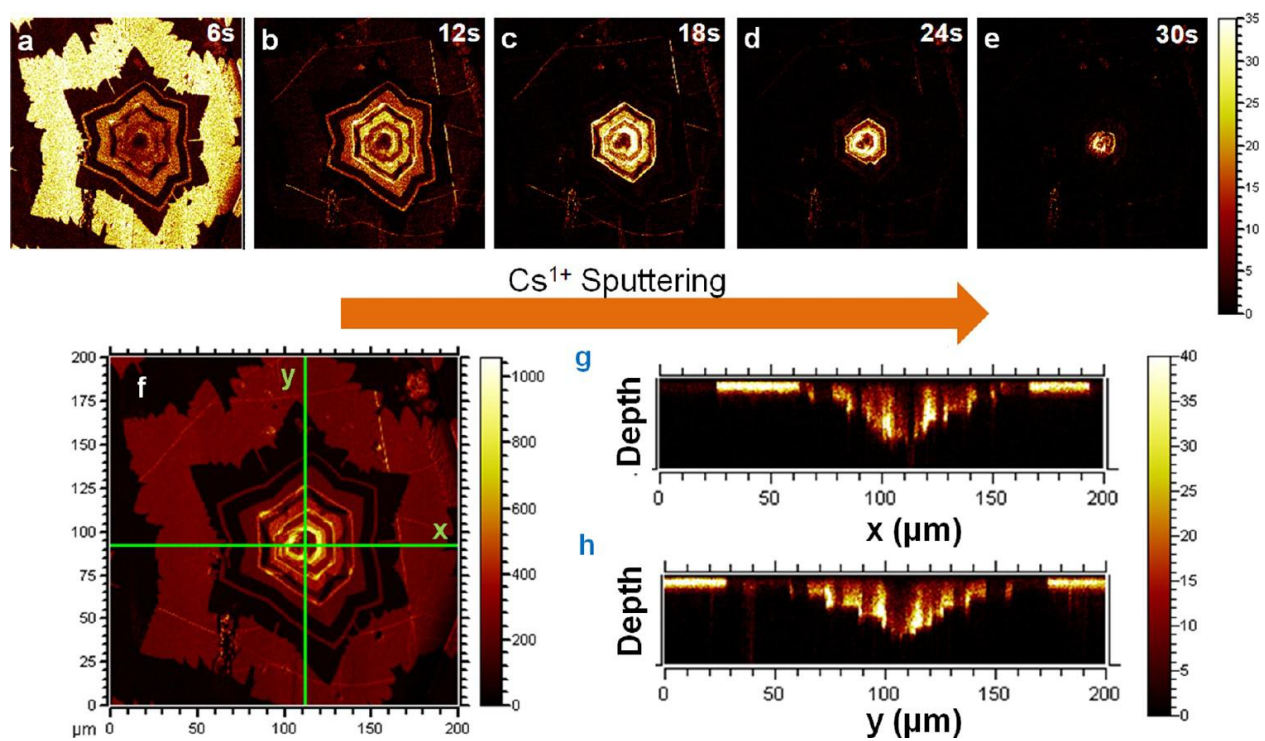 a 6s
b 12s
c 18s
d 24s
e 30s
35
30
25
20
15
10
5
0
Cs¹⁺ Sputtering
f
y
x
200
175
150
125
100
75
50
25
0
µm
0 50 100 150 200
1000
800
600
400
200
0
g
Depth
0 50 100 150 200
x (µm)
h
Depth
0 50 100 150 200
y (µm)
40
35
30
25
20
15
10
5
0